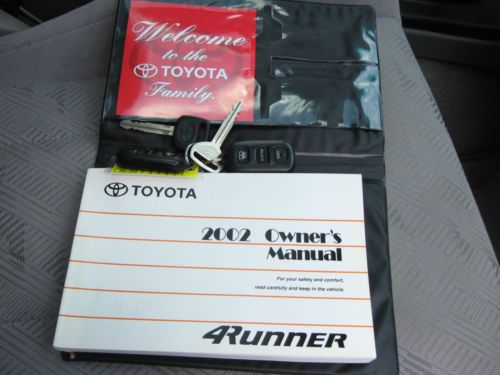 Welcome
to the
TOYOTA
Family.
TOYOTA
2002 Owner's
Manual
For your safety and comfort,
read carefully and keep in the vehicle.
4RUNNER